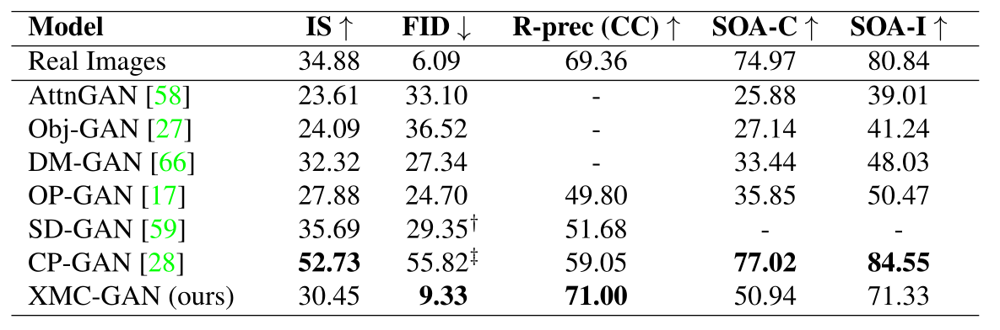 Model IS ↑ FID ↓ R-prec (CC) ↑ SOA-C ↑ SOA-I ↑
Real Images 34.88 6.09 69.36 74.97 80.84
AttnGAN [58] 23.61 33.10 - 25.88 39.01
Obj-GAN [27] 24.09 36.52 - 27.14 41.24
DM-GAN [66] 32.32 27.34 - 33.44 48.03
OP-GAN [17] 27.88 24.70 49.80 35.85 50.47
SD-GAN [59] 35.69 29.35† 51.68 - -
CP-GAN [28] 52.73 55.82‡ 59.05 77.02 84.55
XMC-GAN (ours) 30.45 9.33 71.00 50.94 71.33